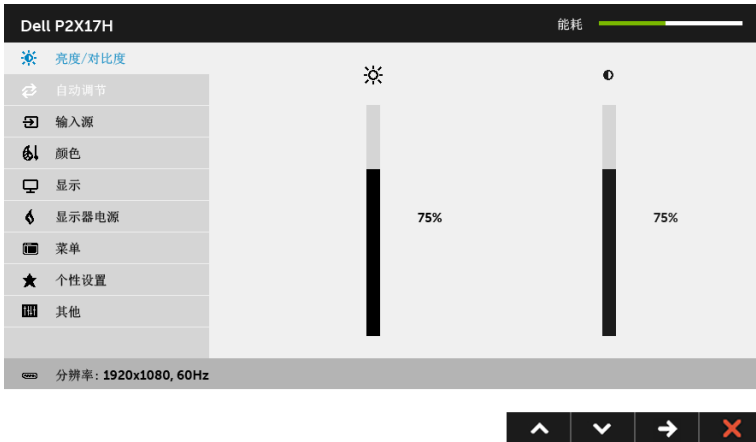 Dell P2X17H
能耗
亮度/对比度
自动调节
输入源
颜色
显示
显示器电源
菜单
个性设置
其他
75%
75%
分辨率: 1920x1080, 60Hz